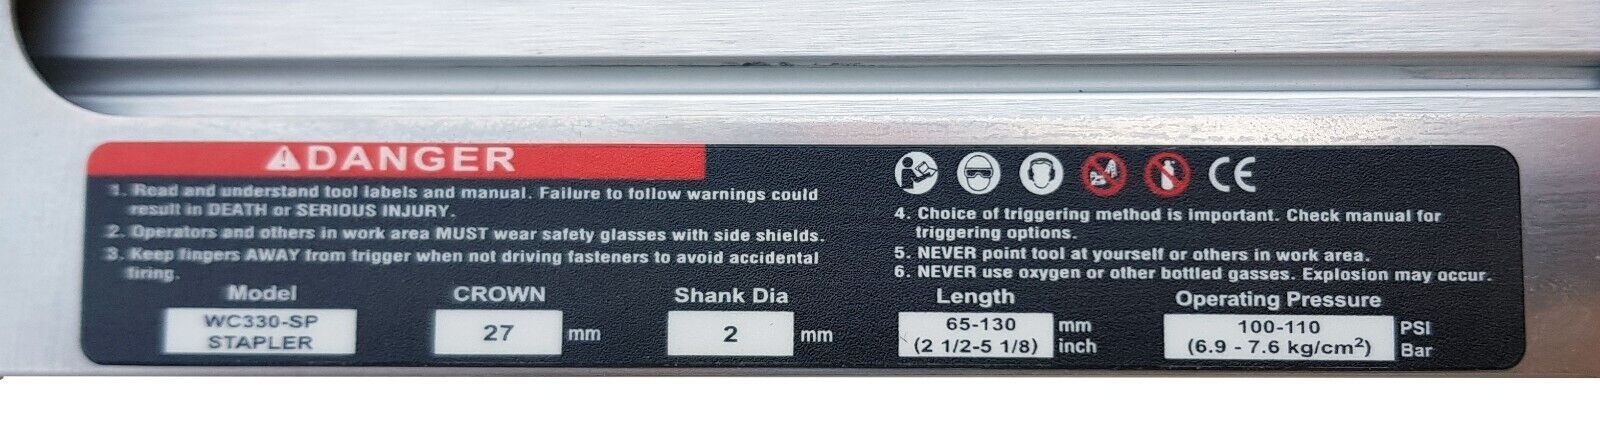 DANGER
1. Read and understand tool labels and manual. Failure to follow warnings could
result in DEATH or SERIOUS INJURY.
2. Operators and others in work area MUST wear safety glasses with side shields.
3. Keep fingers AWAY from trigger when not driving fasteners to avoid accidental
firing.
CE
4. Choice of triggering method is important. Check manual for
triggering options.
5. NEVER point tool at yourself or others in work area.
6. NEVER use oxygen or other bottled gasses. Explosion may occur.
Model
WC330-SP
STAPLER
CROWN
27 mm
Shank Dia
2 mm
Length
65-130 mm
(2 1/2-5 1/8) inch
Operating Pressure
100-110 PSI
(6.9 - 7.6 kg/cm²) Bar